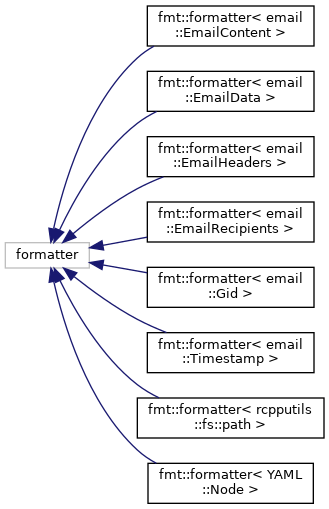 fmt::formatter< email
::EmailContent >
fmt::formatter< email
::EmailData >
fmt::formatter< email
::EmailHeaders >
fmt::formatter< email
::EmailRecipients >
formatter
fmt::formatter< email
::Gid >
fmt::formatter< email
::Timestamp >
fmt::formatter< rcpputils
::fs::path >
fmt::formatter< YAML
::Node >